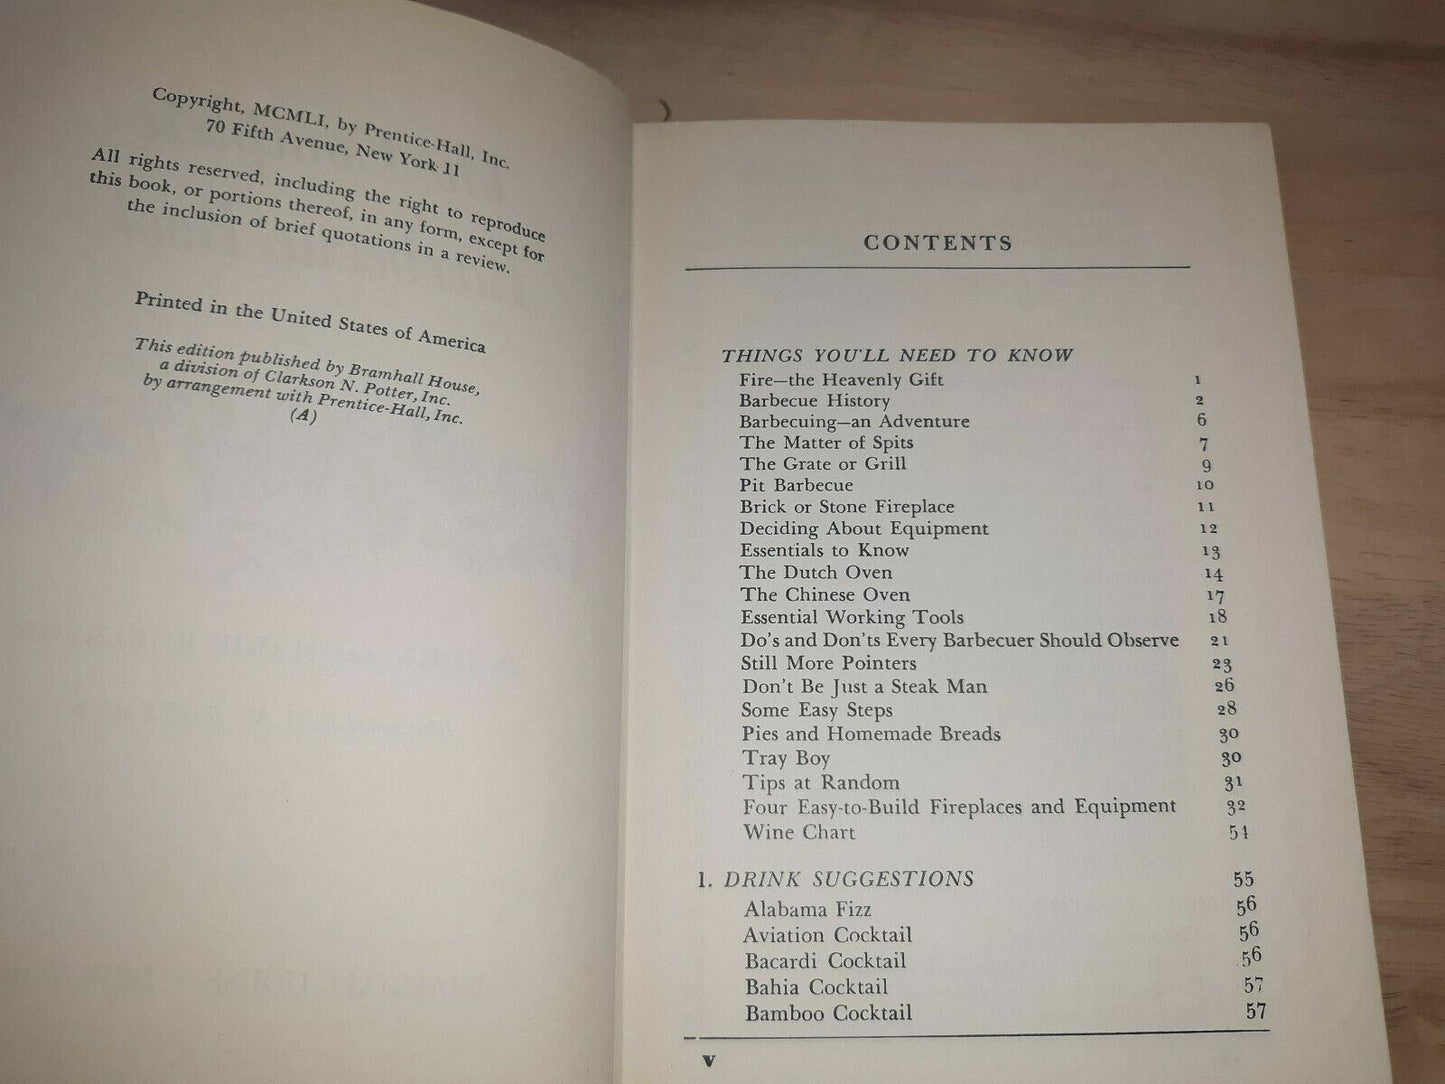 Copyright, MCMLI, by Prentice-Hall, Inc.
70 Fifth Avenue, New York 11
All rights reserved, including the right to reproduce
this book, or portions thereof, in any form, except for
the inclusion of brief quotations in a review.
Printed in the United States of America
This edition published by Bramhall House,
a division of Clarkson N. Potter, Inc.
by arrangement with Prentice-Hall, Inc.
(A)
CONTENTS
THINGS YOU'LL NEED TO KNOW
Fire—the Heavenly Gift 1
Barbecue History 2
Barbecuing—an Adventure 6
The Matter of Spits 7
The Grate or Grill 9
Pit Barbecue 10
Brick or Stone Fireplace 11
Deciding About Equipment 12
Essentials to Know 13
The Dutch Oven 14
The Chinese Oven 17
Essential Working Tools 18
Do's and Don'ts Every Barbecuer Should Observe 21
Still More Pointers 23
Don't Be Just a Steak Man 26
Some Easy Steps 28
Pies and Homemade Breads 30
Tray Boy 30
Tips at Random 31
Four Easy-to-Build Fireplaces and Equipment 32
Wine Chart 54
1. DRINK SUGGESTIONS 55
Alabama Fizz 56
Aviation Cocktail 56
Bacardi Cocktail 56
Bahia Cocktail 57
Bamboo Cocktail 57
v